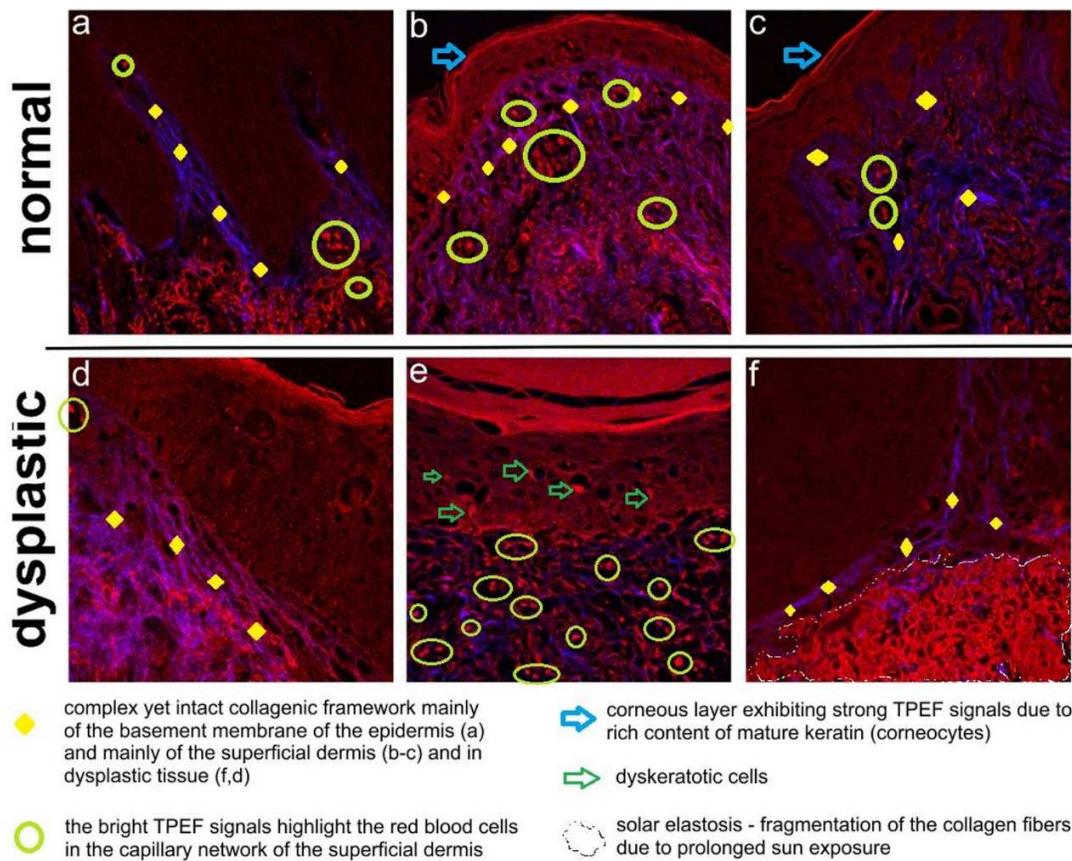 normal
a
b
c
dysplastic
d
e
f
complex yet intact collagenic framework mainly
of the basement membrane of the epidermis (a)
and mainly of the superficial dermis (b-c) and in
dysplastic tissue (f,d)
the bright TPEF signals highlight the red blood cells
in the capillary network of the superficial dermis
corneous layer exhibiting strong TPEF signals due to
rich content of mature keratin (corneocytes)
dyskeratotic cells
solar elastosis - fragmentation of the collagen fibers
due to prolonged sun exposure